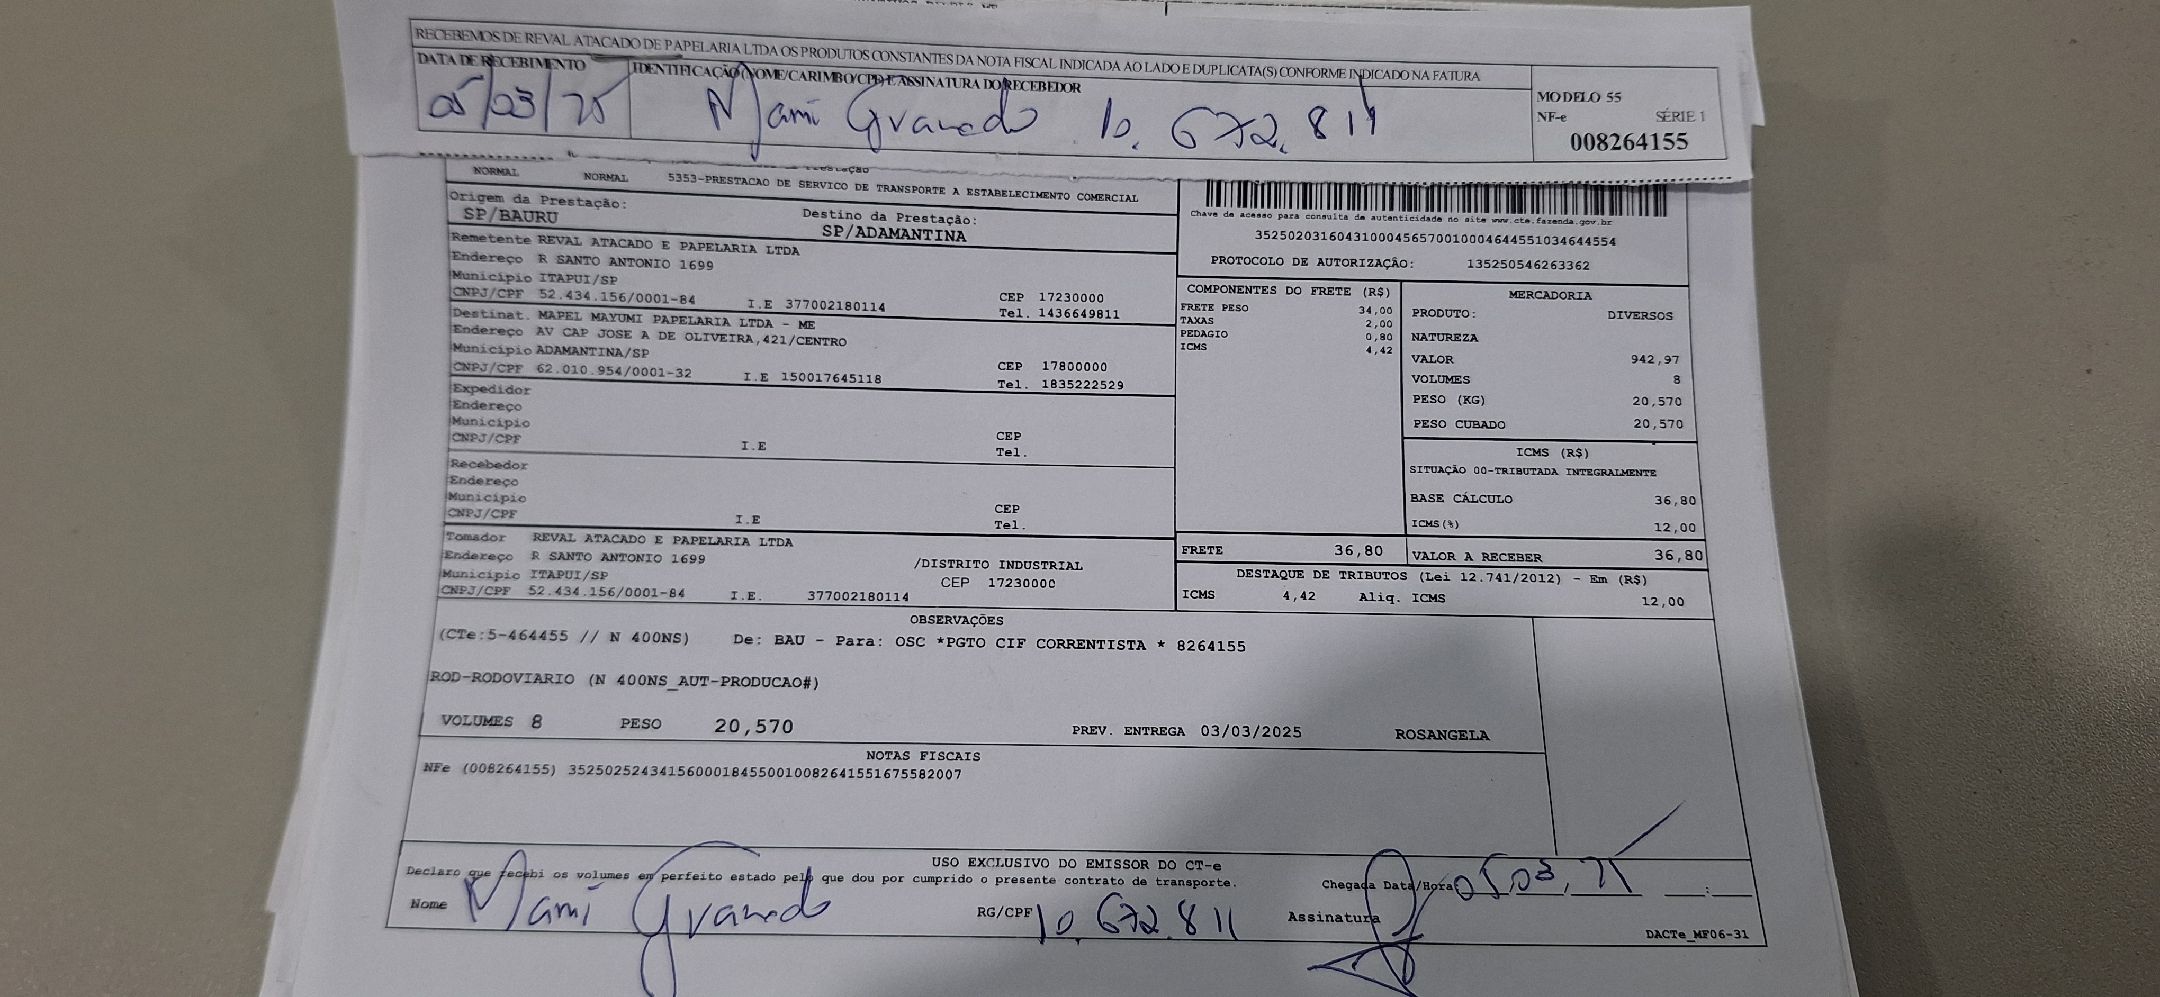 RECEBEMOS DE REVAL ATACADO DE PAPELARIA LTDA OS PRODUTOS CONSTANTES DA NOTA FISCAL INDICADA AO LADO E DUPLICATA(S) CONFORME INDICADO NA FATURA
DATA DE RECEBIMENTO IDENTIFICAÇÃO (NOME/CARIMBO/CPF) E ASSINATURA DO RECEBEDOR
05/03/25 10.672.811
MODELO 55
NF-e SÉRIE 1
008264155
NORMAL NORMAL 5353-PRESTACAO DE SERVICO DE TRANSPORTE A ESTABELECIMENTO COMERCIAL
Origem da Prestação: Destino da Prestação:
SP/BAURU SP/ADAMANTINA
Remetente REVAL ATACADO E PAPELARIA LTDA
Endereço R SANTO ANTONIO 1699
Município ITAPUI/SP CEP 17230000
CNPJ/CPF 52.434.156/0001-84 I.E 377002180114 Tel. 1436649811
Destinat. MAPEL MAYUMI PAPELARIA LTDA - ME
Endereço AV CAP JOSE A DE OLIVEIRA,421/CENTRO
Município ADAMANTINA/SP CEP 17800000
CNPJ/CPF 62.010.954/0001-32 I.E 150017645118 Tel. 1835222529
Expedidor
Endereço
Município CEP
CNPJ/CPF I.E Tel.
Recebedor
Endereço
Município CEP
CNPJ/CPF I.E Tel.
Tomador REVAL ATACADO E PAPELARIA LTDA
Endereço R SANTO ANTONIO 1699 /DISTRITO INDUSTRIAL
Município ITAPUI/SP CEP 17230000
CNPJ/CPF 52.434.156/0001-84 I.E. 377002180114
Chave de acesso para consulta de autenticidade no site www.cte.fazenda.gov.br
35250203160431000456570010004644551034644554
PROTOCOLO DE AUTORIZAÇÃO: 135250546263362
COMPONENTES DO FRETE (R$)
FRETE PESO 34,00
TAXAS 2,00
PEDAGIO 0,80
ICMS 4,42
MERCADORIA
PRODUTO: DIVERSOS
NATUREZA
VALOR 942,97
VOLUMES 8
PESO (KG) 20,570
PESO CUBADO 20,570
ICMS (R$)
SITUAÇÃO 00-TRIBUTADA INTEGRALMENTE
BASE CÁLCULO 36,80
ICMS(%) 12,00
FRETE 36,80 VALOR A RECEBER 36,80
DESTAQUE DE TRIBUTOS (Lei 12.741/2012) - Em (R$)
ICMS 4,42 Aliq. ICMS 12,00
OBSERVAÇÕES
(CTe:5-464455 // N 400NS) De: BAU - Para: OSC *PGTO CIF CORRENTISTA * 8264155
ROD-RODOVIARIO (N 400NS_AUT-PRODUCAO#)
VOLUMES 8 PESO 20,570 PREV. ENTREGA 03/03/2025 ROSANGELA
NOTAS FISCAIS
NFe (008264155) 35250252434156000184550010082641551675582007
USO EXCLUSIVO DO EMISSOR DO CT-e
Declaro que recebi os volumes em perfeito estado pelo que dou por cumprido o presente contrato de transporte.
Chegada Data/Hora 05,03,25 __:__
Nome RG/CPF 10.672.811 Assinatura
DACTe_MF06-31